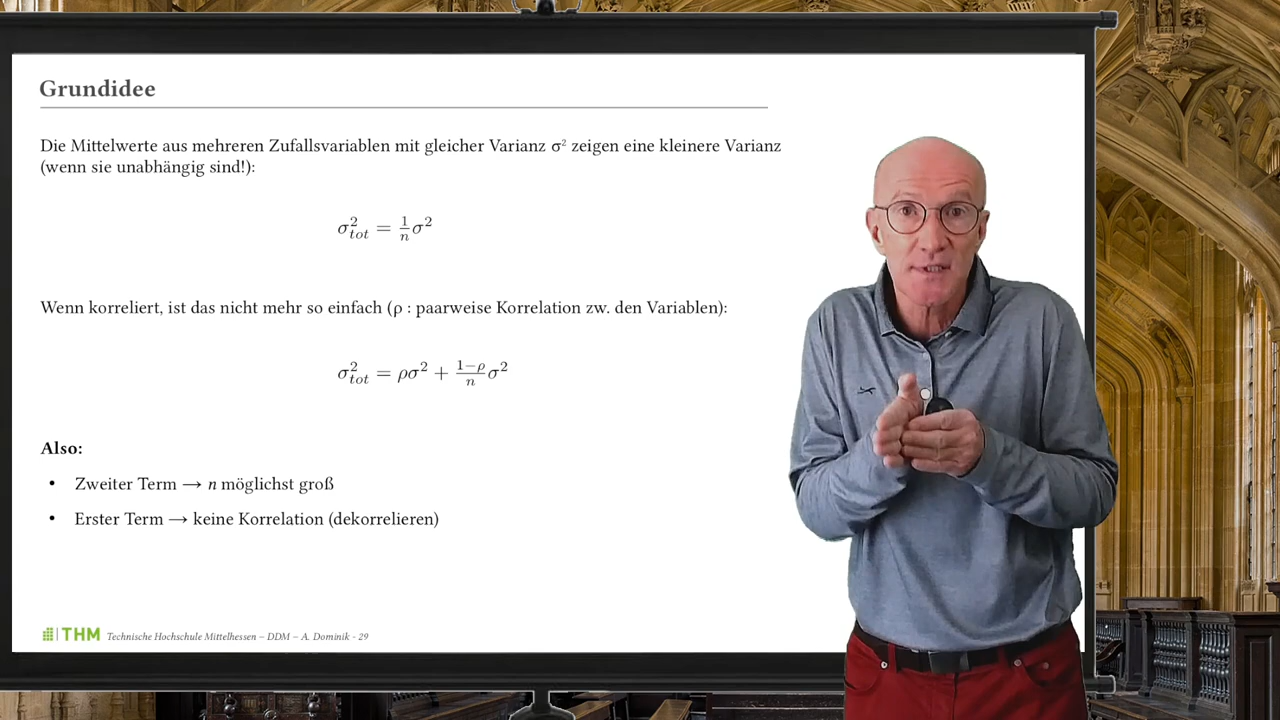 Grundidee
Die Mittelwerte aus mehreren Zufallsvariablen mit gleicher Varianz σ² zeigen eine kleinere Varianz
(wenn sie unabhängig sind!):
σ²_tot = 1/n σ²
Wenn korreliert, ist das nicht mehr so einfach (ρ : paarweise Korrelation zw. den Variablen):
σ²_tot = ρσ² + (1−ρ)/n σ²
Also:
• Zweiter Term → n möglichst groß
• Erster Term → keine Korrelation (dekorrelieren)
THM Technische Hochschule Mittelhessen – DDM – A. Dominik - 29